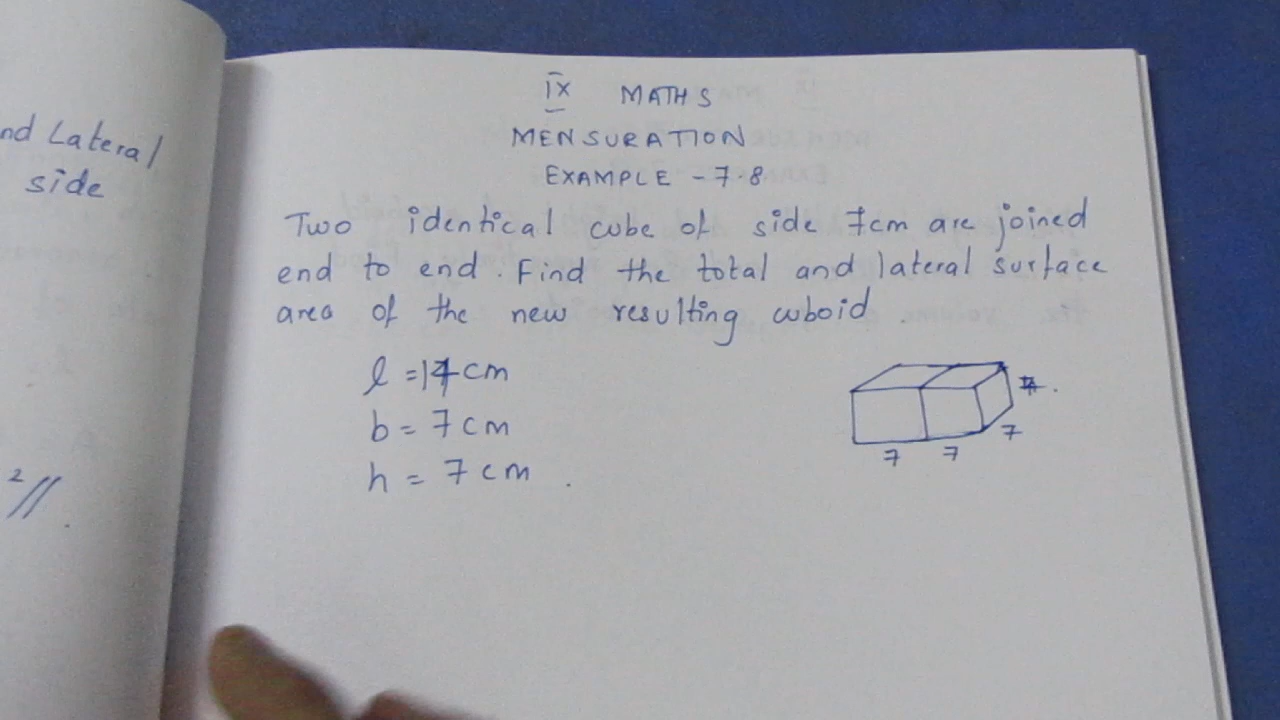 nd Lateral
side
2//.
IX MATHS
MENSURATION
EXAMPLE - 7.8
Two identical cube of side 7cm are joined
end to end. Find the total and lateral surface
area of the new resulting cuboid.
l = 14 cm
b = 7 cm
h = 7 cm.
7
7 7 7